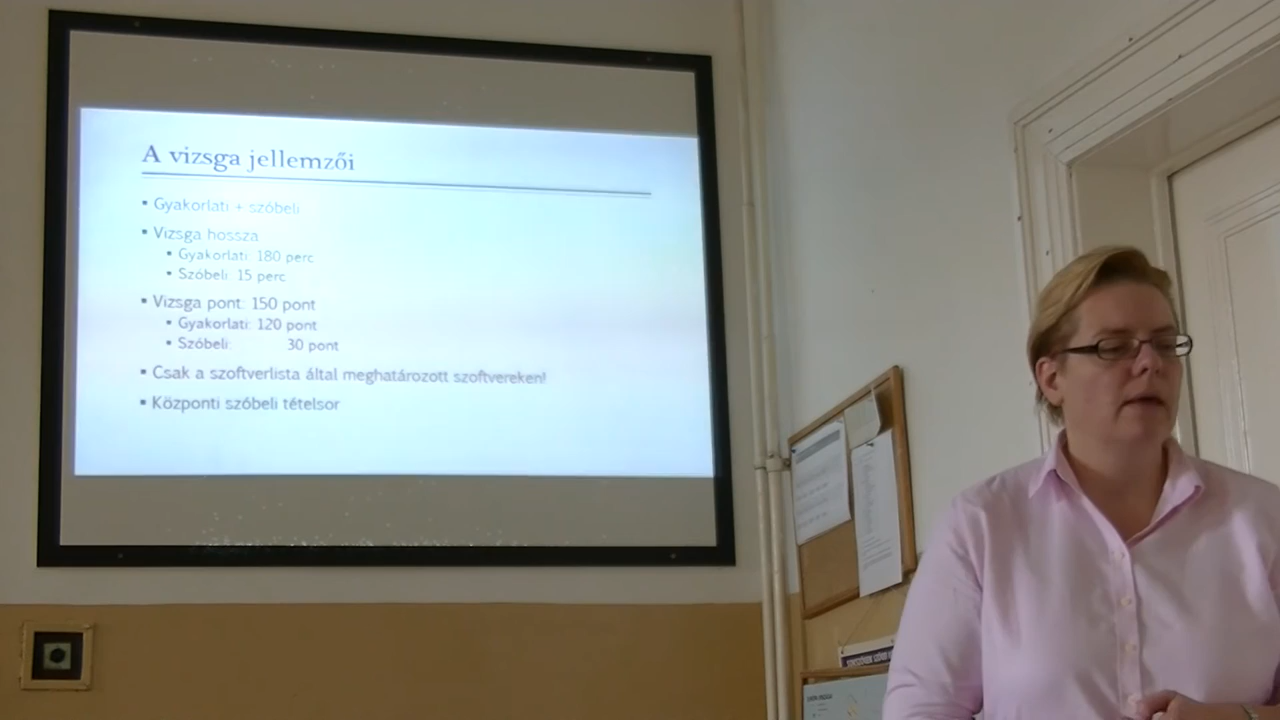 A vizsga jellemzői
▪ Gyakorlati + szóbeli
▪ Vizsga hossza
▪ Gyakorlati: 180 perc
▪ Szóbeli: 15 perc
▪ Vizsga pont: 150 pont
▪ Gyakorlati: 120 pont
▪ Szóbeli: 30 pont
▪ Csak a szoftverlista által meghatározott szoftvereken!
▪ Központi szóbeli tételsor